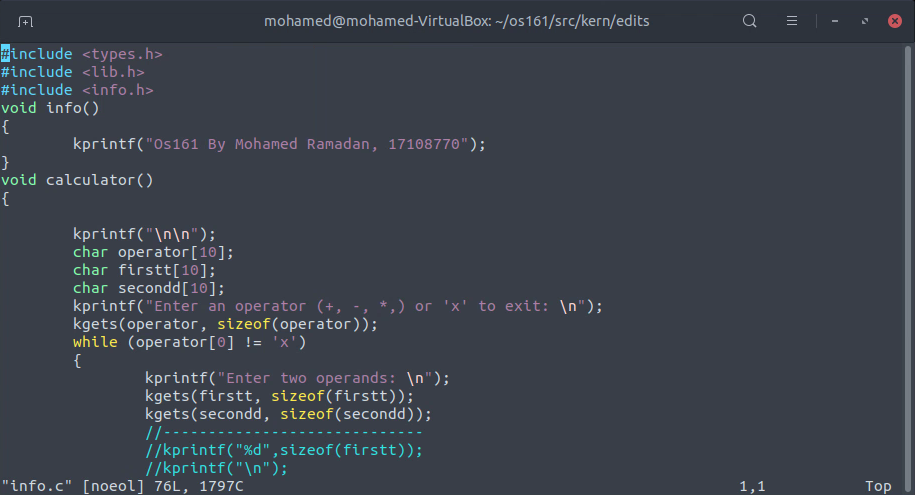 mohamed@mohamed-VirtualBox: ~/os161/src/kern/edits
#include <types.h>
#include <lib.h>
#include <info.h>
void info()
{
        kprintf("Os161 By Mohamed Ramadan, 17108770");
}
void calculator()
{

        kprintf("\n\n");
        char operator[10];
        char firstt[10];
        char secondd[10];
        kprintf("Enter an operator (+, -, *,) or 'x' to exit: \n");
        kgets(operator, sizeof(operator));
        while (operator[0] != 'x')
        {
                kprintf("Enter two operands: \n");
                kgets(firstt, sizeof(firstt));
                kgets(secondd, sizeof(secondd));
                //-----------------------------
                //kprintf("%d",sizeof(firstt));
                //kprintf("\n");
"info.c" [noeol] 76L, 1797C 1,1 Top